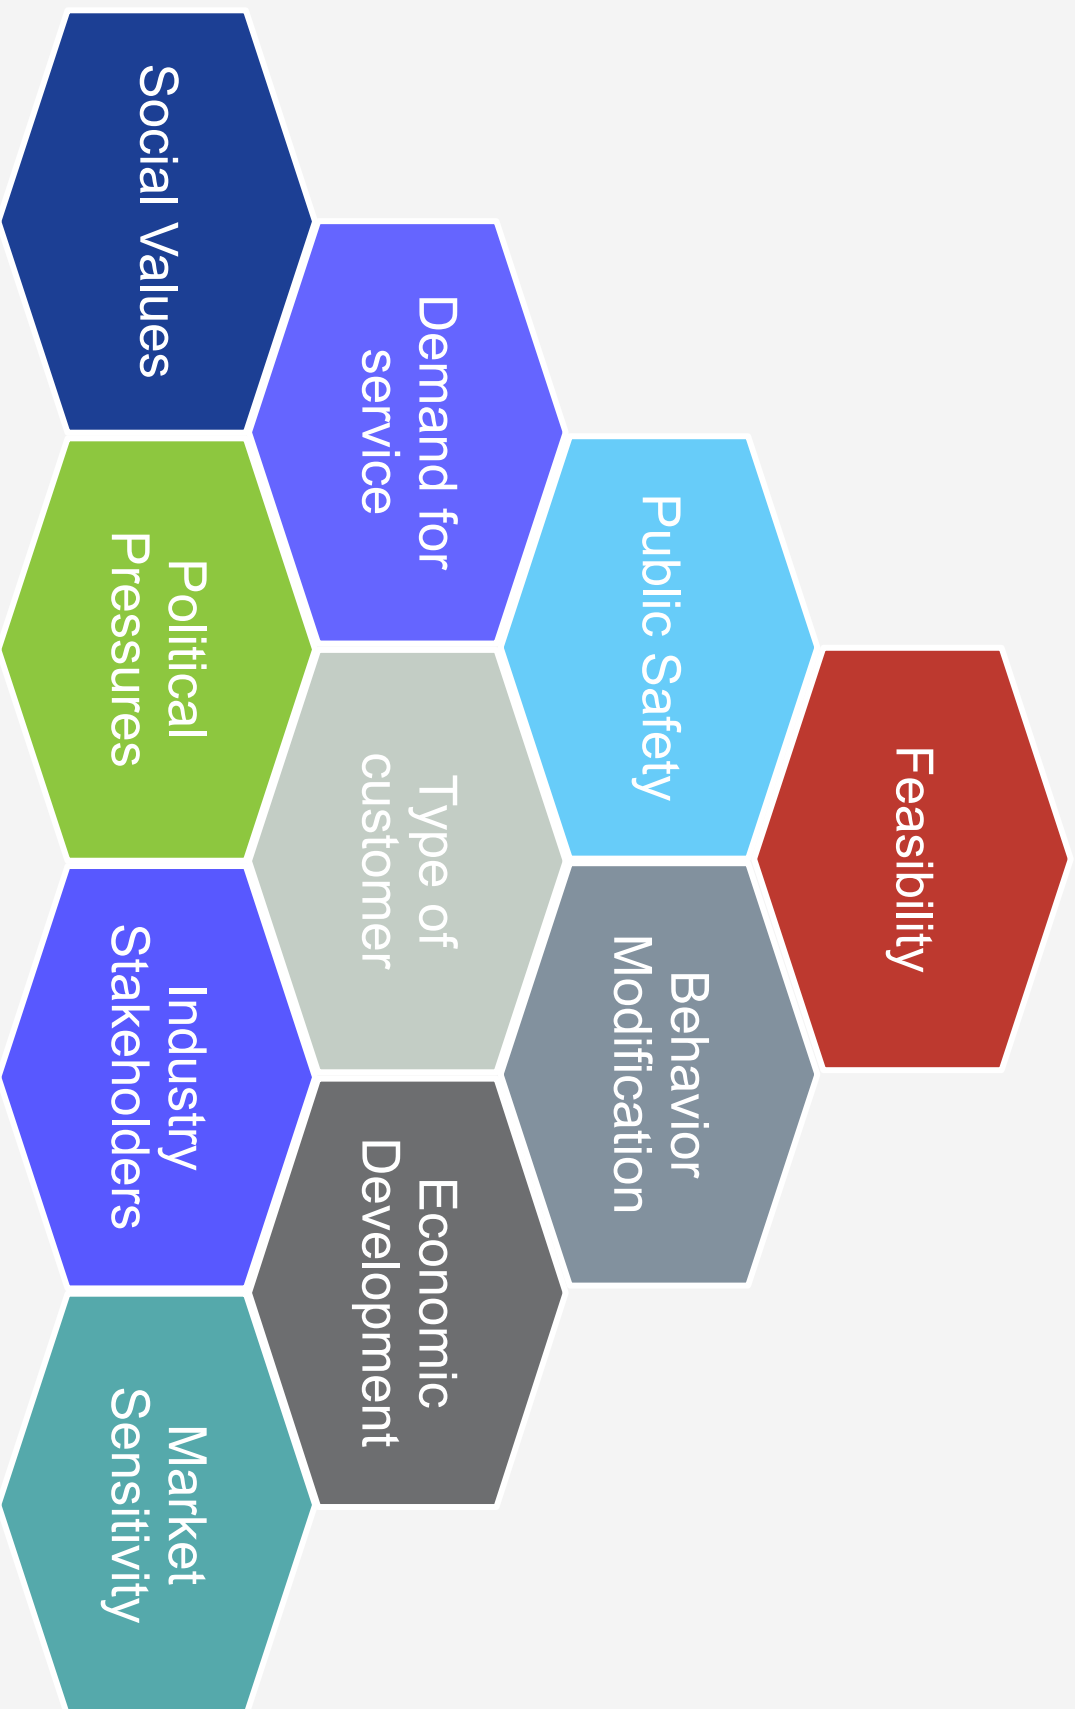 Feasibility
Public Safety
Behavior
Modification
Demand for
service
Type of
customer
Economic
Development
Social Values
Political
Pressures
Industry
Stakeholders
Market
Sensitivity